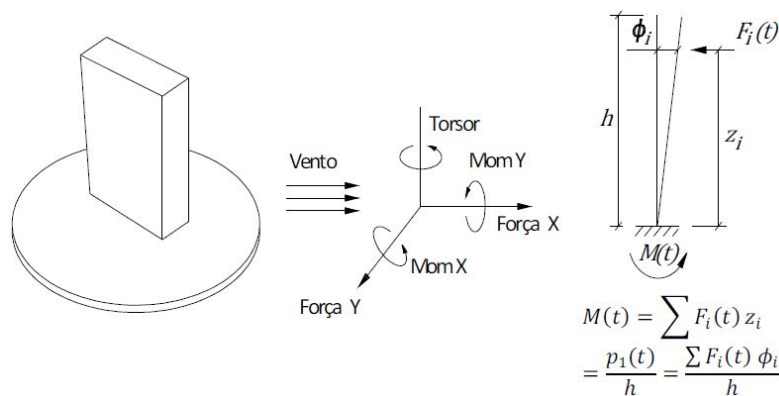 Vento
Torsor
Mom Y
Força X
Mom X
Força Y
ϕᵢ
Fᵢ(t)
h
zᵢ
M(t)
M(t) = ∑ Fᵢ(t) zᵢ
= p₁(t)/h = ∑ Fᵢ(t) ϕᵢ/h